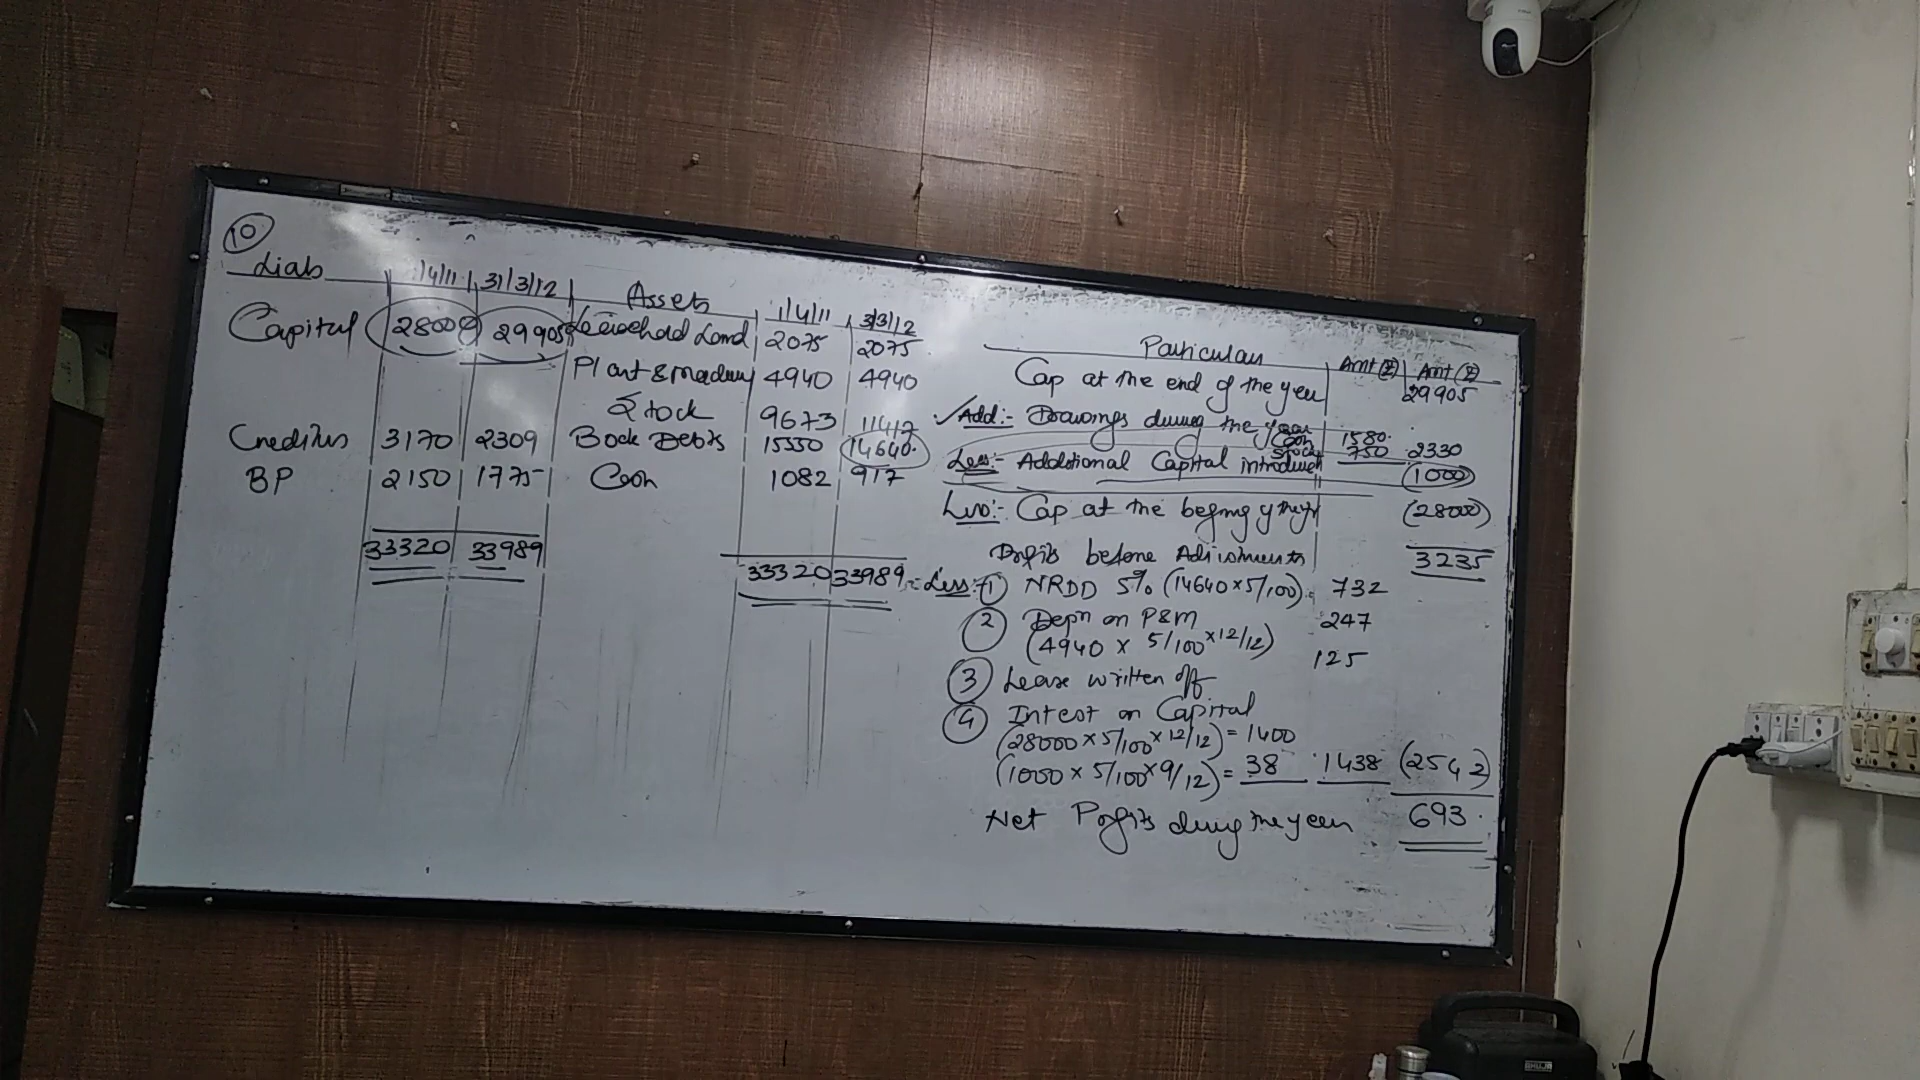 10
Liab 1/4/11 31/3/12 Assets 1/4/11 31/3/12
Capital 28000 29905 Leasehold Land 2075 2075
Plant & Machinery 4940 4940
Stock 9673 11417
Creditors 3170 2309 Book Debts 15550 14640
BP 2150 1775 Cash 1082 917
33320 33989 33320 33989
Particulars Amt (₹) Amt (₹)
Cap at the end of the year 29905
Add:- Drawings during the year
Cash 1580
Stock 750 2330
Less:- Additional Capital introduced (1000)
Less:- Cap at the begining of the yr (28000)
Profits before Adjustments 3235
Less:- 1 NRDD 5% (14640 x 5/100) = 732
2 Depn on P&M 247
(4940 x 5/100 x 12/12)
3 Lease written off 125
4 Interest on Capital
(28000 x 5/100 x 12/12) = 1400
(1000 x 5/100 x 9/12) = 38 1438 (2542)
Net Profits during the year 693